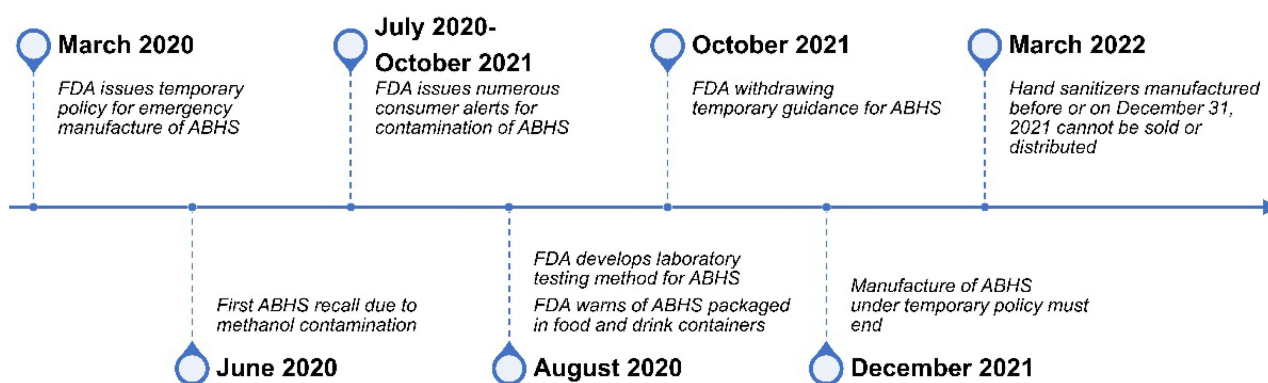 March 2020
FDA issues temporary
policy for emergency
manufacture of ABHS
July 2020-
October 2021
FDA issues numerous
consumer alerts for
contamination of ABHS
October 2021
FDA withdrawing
temporary guidance for ABHS
March 2022
Hand sanitizers manufactured
before or on December 31,
2021 cannot be sold or
distributed
First ABHS recall due to
methanol contamination
June 2020
FDA develops laboratory
testing method for ABHS
FDA warns of ABHS packaged
in food and drink containers
August 2020
Manufacture of ABHS
under temporary policy must
end
December 2021